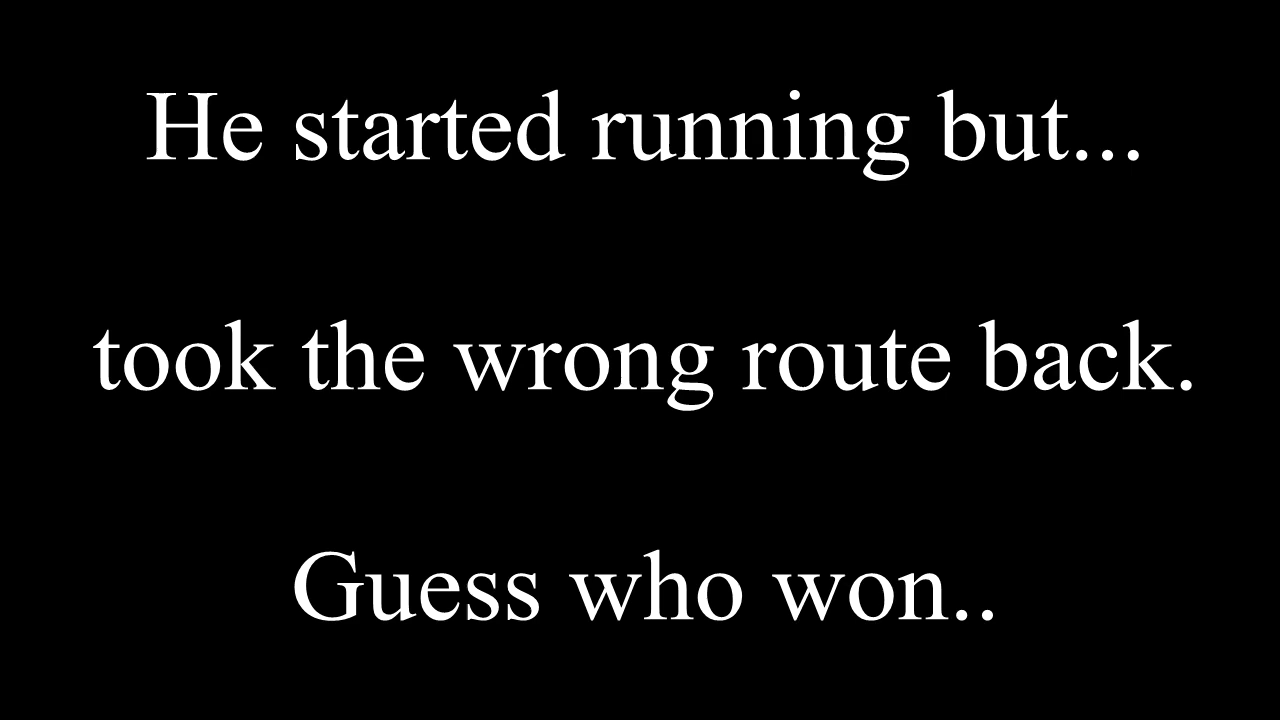 He started running but...
took the wrong route back.
Guess who won..